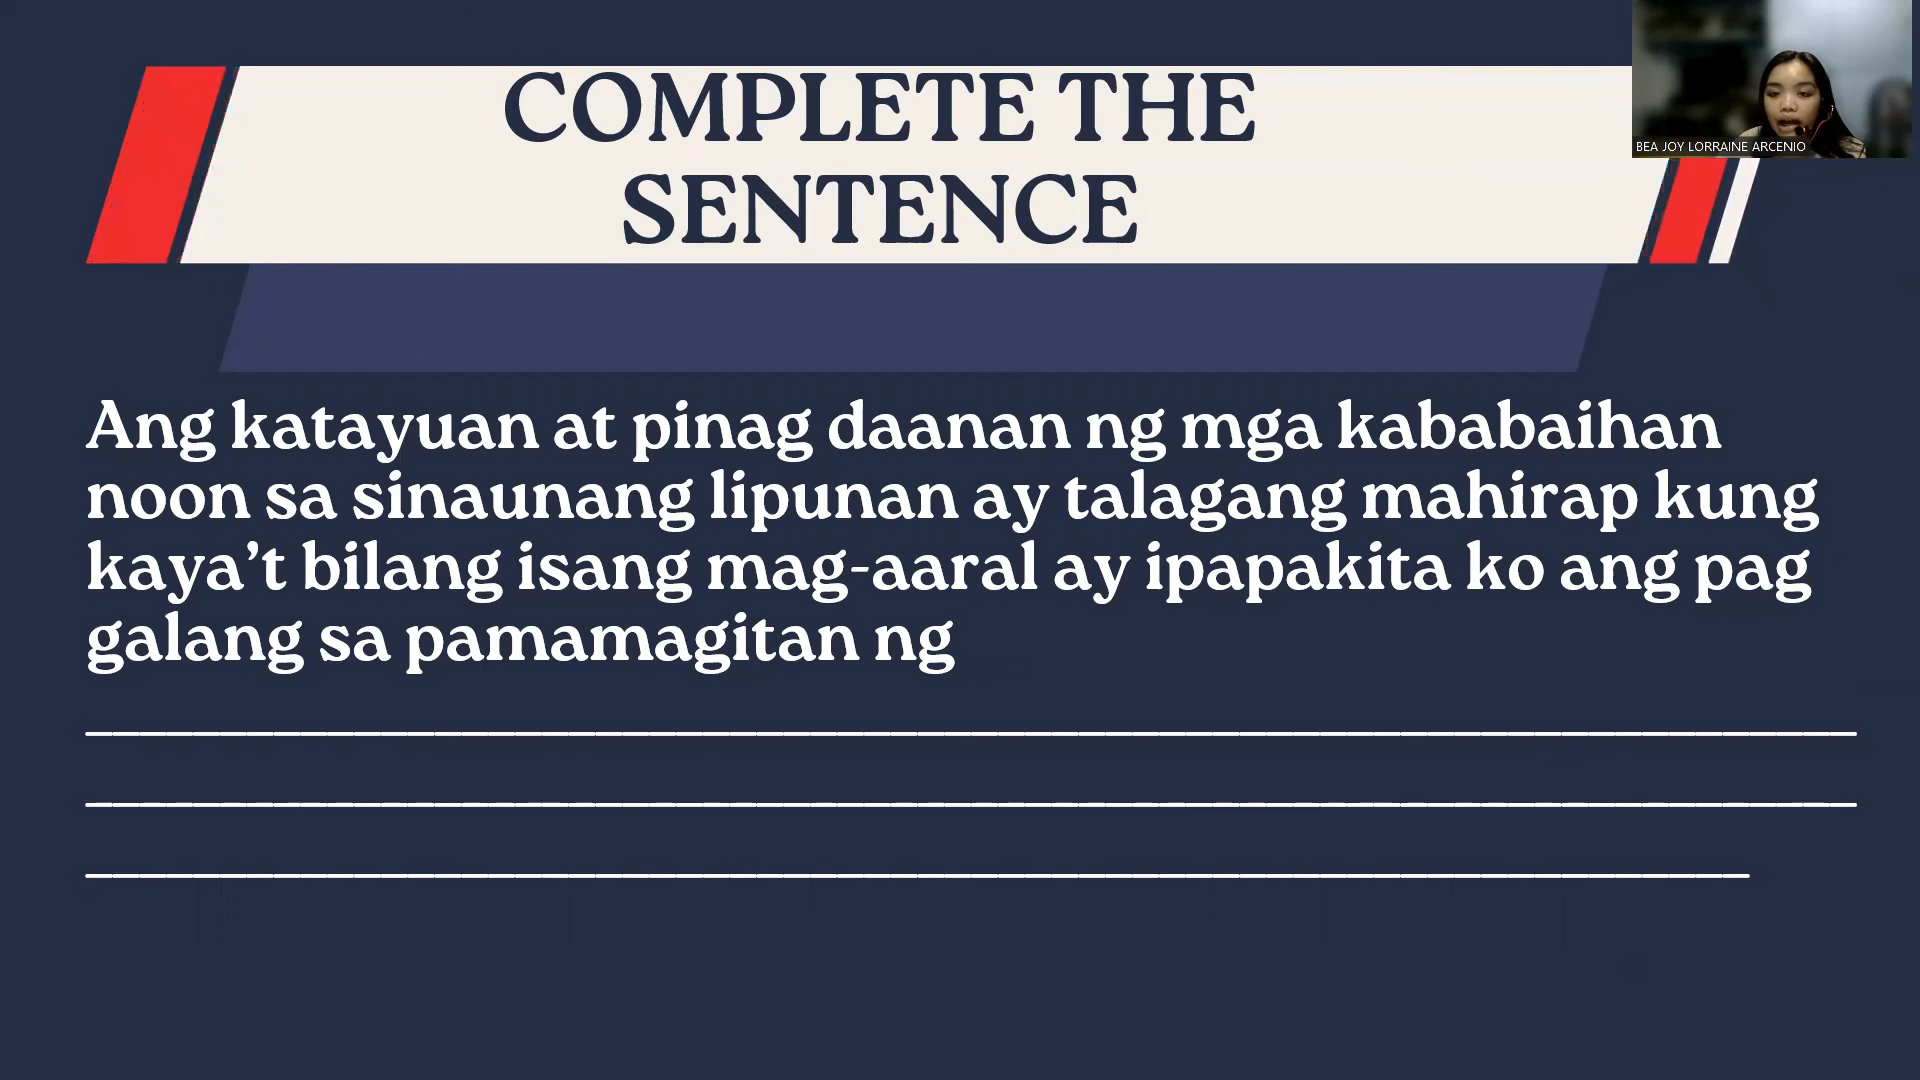 COMPLETE THE
SENTENCE
BEA JOY LORRAINE ARCENIO
Ang katayuan at pinag daanan ng mga kababaihan
noon sa sinaunang lipunan ay talagang mahirap kung
kaya’t bilang isang mag-aaral ay ipapakita ko ang pag
galang sa pamamagitan ng